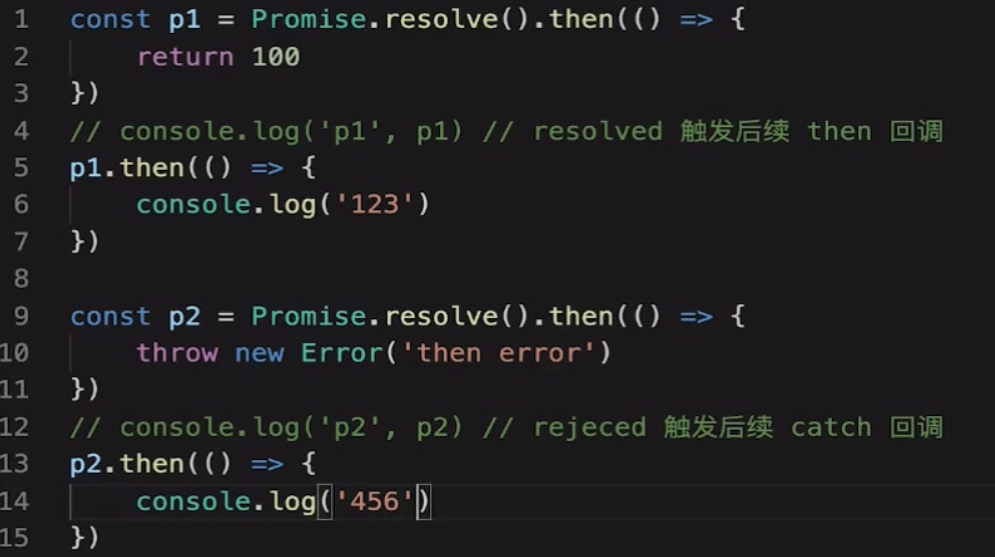 1 const p1 = Promise.resolve().then(() => {
2 return 100
3 })
4 // console.log('p1', p1) // resolved 触发后续 then 回调
5 p1.then(() => {
6 console.log('123')
7 })
8
9 const p2 = Promise.resolve().then(() => {
10 throw new Error('then error')
11 })
12 // console.log('p2', p2) // rejeced 触发后续 catch 回调
13 p2.then(() => {
14 console.log('456')
15 })